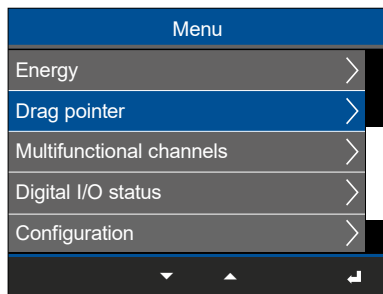 Menu
Energy
Drag pointer
Multifunctional channels
Digital I/O status
Configuration